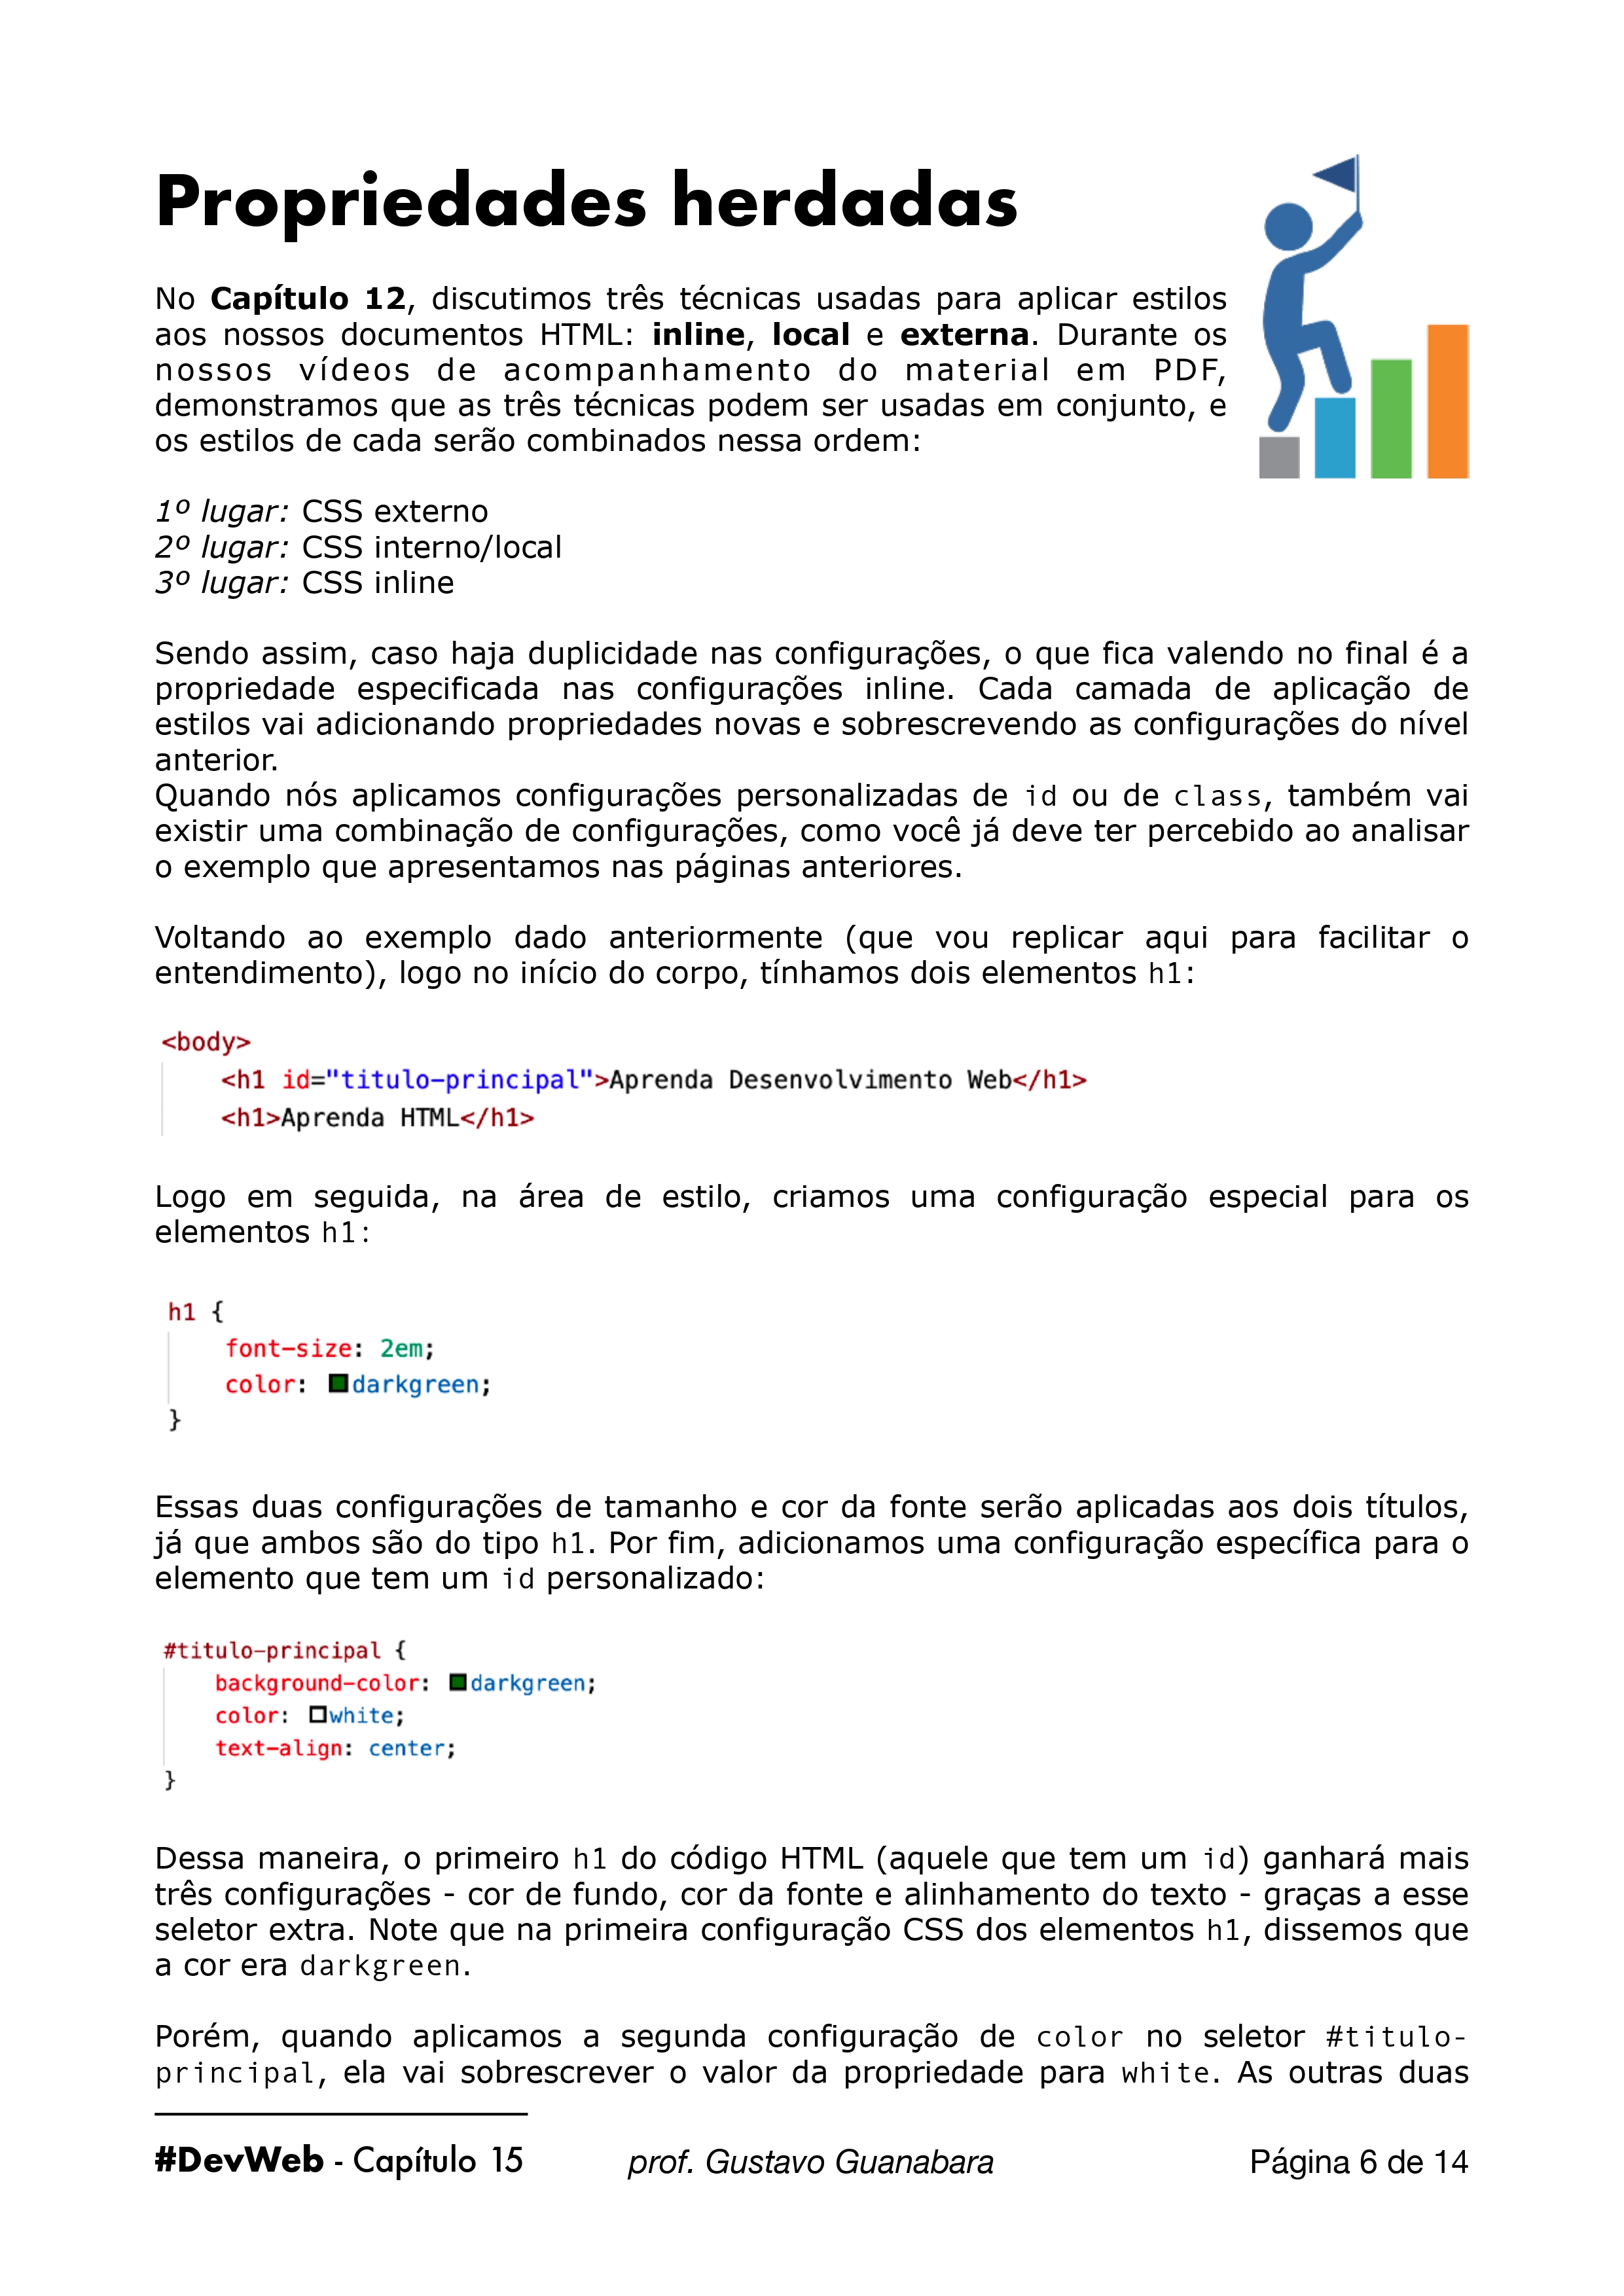 Propriedades herdadas
No Capítulo 12, discutimos três técnicas usadas para aplicar estilos
aos nossos documentos HTML: inline, local e externa. Durante os
nossos vídeos de acompanhamento do material em PDF,
demonstramos que as três técnicas podem ser usadas em conjunto, e
os estilos de cada serão combinados nessa ordem:
1º lugar: CSS externo
2º lugar: CSS interno/local
3º lugar: CSS inline
Sendo assim, caso haja duplicidade nas configurações, o que fica valendo no final é a
propriedade especificada nas configurações inline. Cada camada de aplicação de
estilos vai adicionando propriedades novas e sobrescrevendo as configurações do nível
anterior.
Quando nós aplicamos configurações personalizadas de id ou de class, também vai
existir uma combinação de configurações, como você já deve ter percebido ao analisar
o exemplo que apresentamos nas páginas anteriores.
Voltando ao exemplo dado anteriormente (que vou replicar aqui para facilitar o
entendimento), logo no início do corpo, tínhamos dois elementos h1:
<body>
<h1 id="titulo-principal">Aprenda Desenvolvimento Web</h1>
<h1>Aprenda HTML</h1>
Logo em seguida, na área de estilo, criamos uma configuração especial para os
elementos h1:
h1 {
font-size: 2em;
color: darkgreen;
}
Essas duas configurações de tamanho e cor da fonte serão aplicadas aos dois títulos,
já que ambos são do tipo h1. Por fim, adicionamos uma configuração específica para o
elemento que tem um id personalizado:
#titulo-principal {
background-color: darkgreen;
color: white;
text-align: center;
}
Dessa maneira, o primeiro h1 do código HTML (aquele que tem um id) ganhará mais
três configurações - cor de fundo, cor da fonte e alinhamento do texto - graças a esse
seletor extra. Note que na primeira configuração CSS dos elementos h1, dissemos que
a cor era darkgreen.
Porém, quando aplicamos a segunda configuração de color no seletor #titulo-
principal, ela vai sobrescrever o valor da propriedade para white. As outras duas
#DevWeb - Capítulo 15 prof. Gustavo Guanabara Página 6 de 14